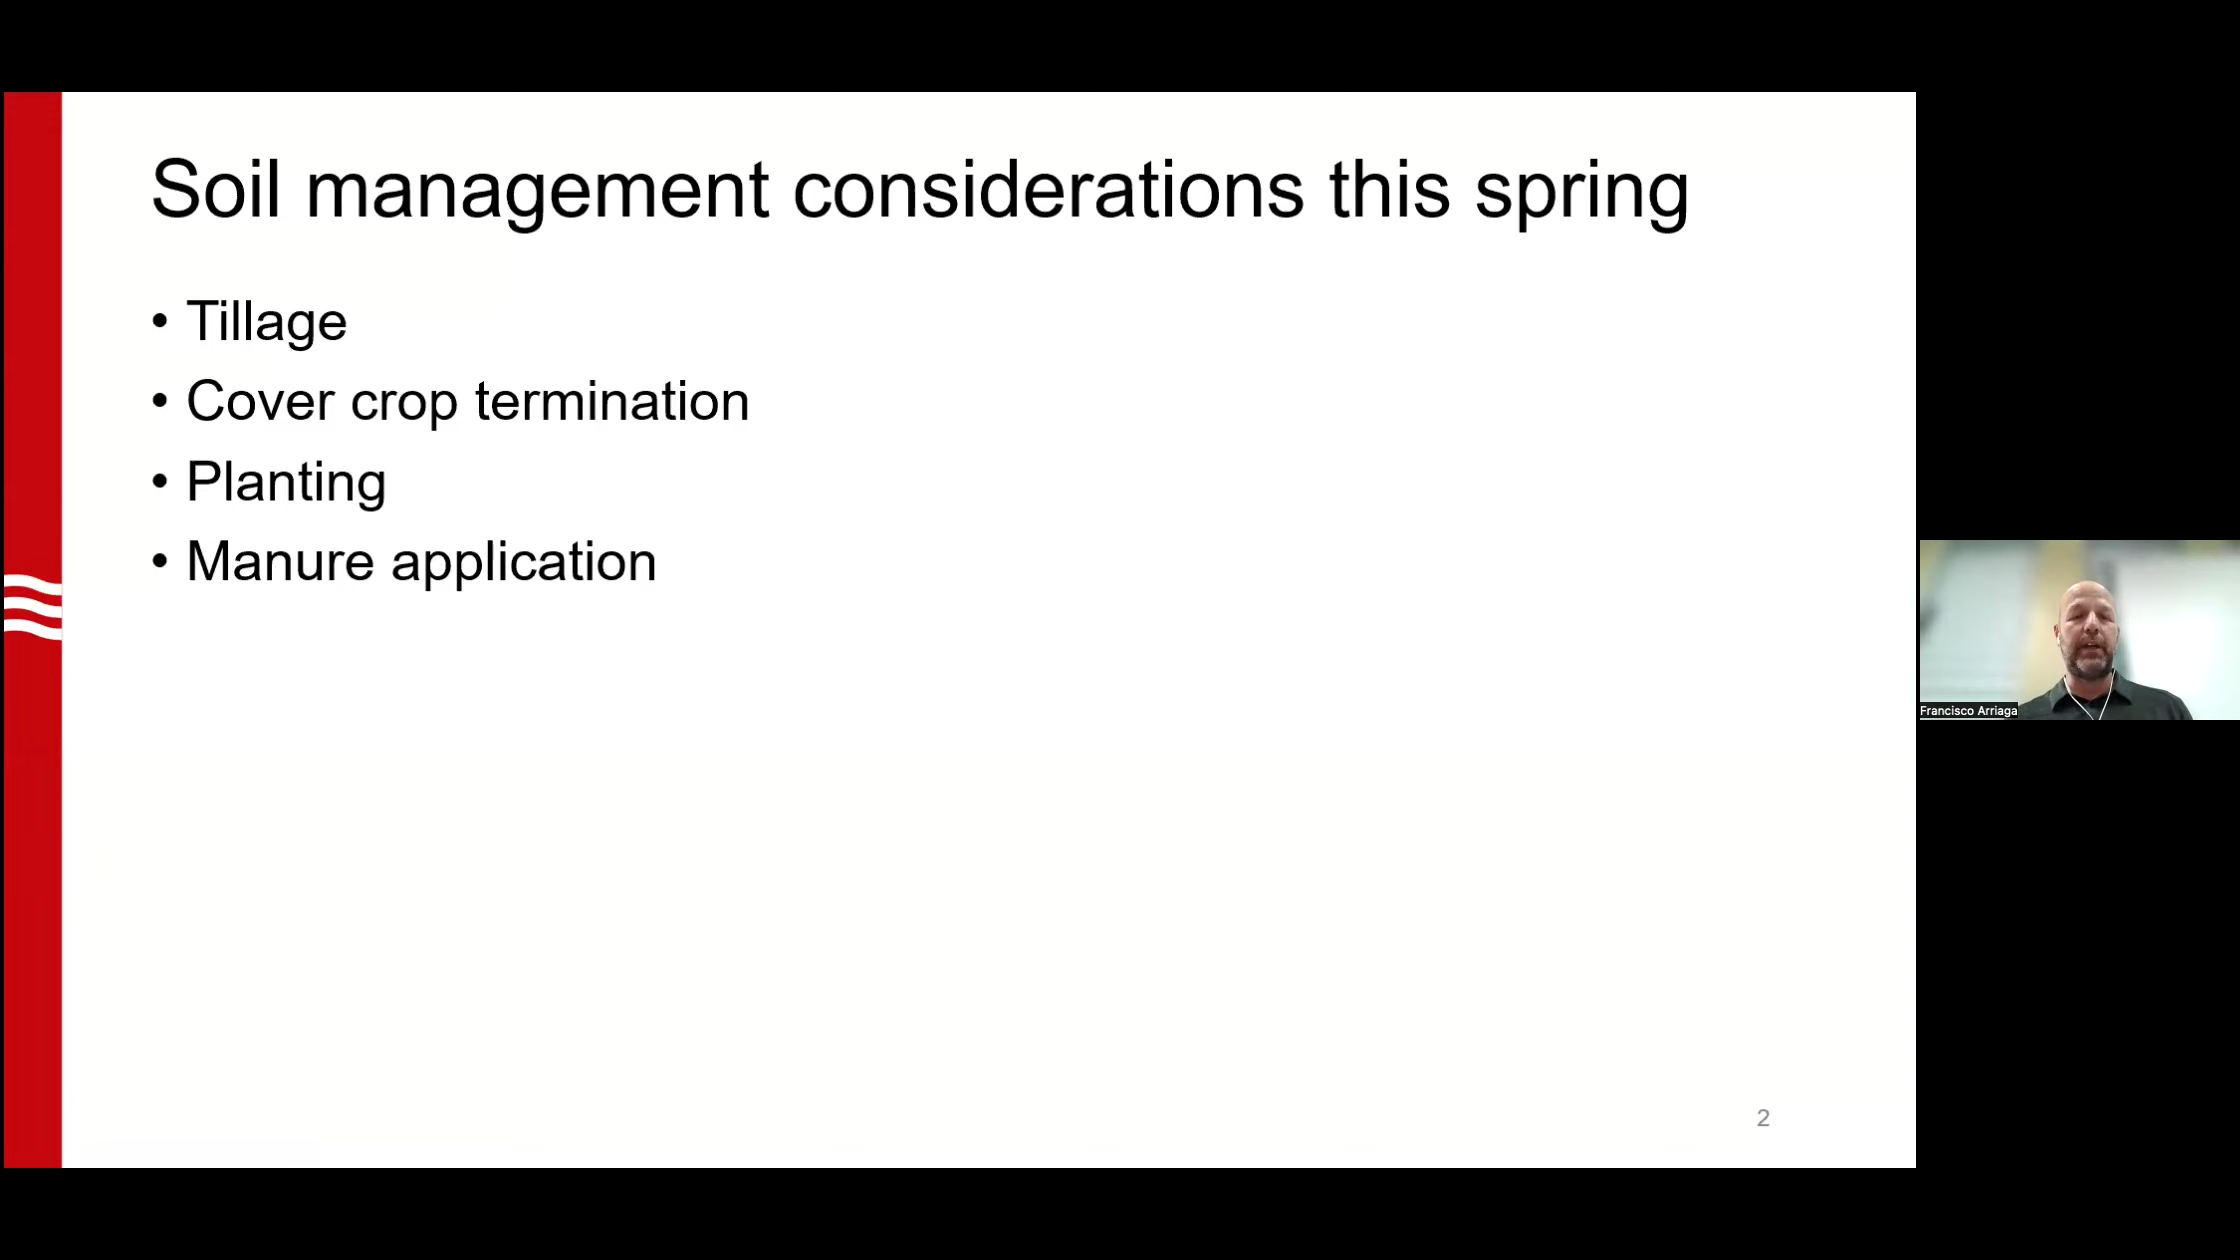 Soil management considerations this spring
• Tillage
• Cover crop termination
• Planting
• Manure application
Francisco Arriaga
2